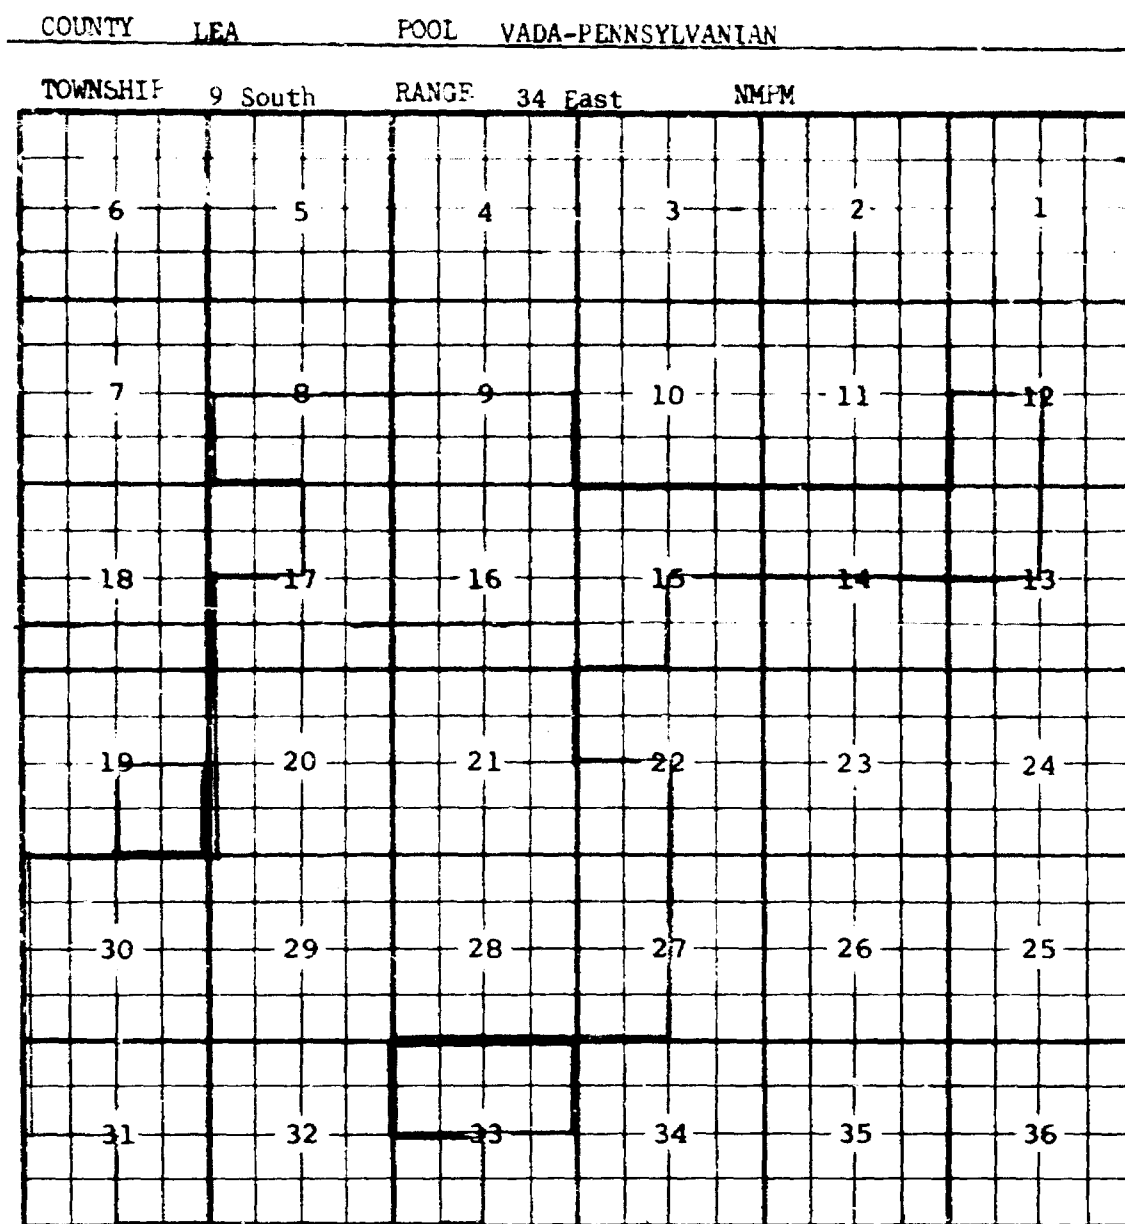 COUNTY LEA POOL VADA-PENNSYLVANIAN
TOWNSHIP 9 South RANGE 34 East NMPM
6 5 4 3 2 1
7 8 9 10 11 12
18 17 16 15 14 13
19 20 21 22 23 24
30 29 28 27 26 25
31 32 33 34 35 36